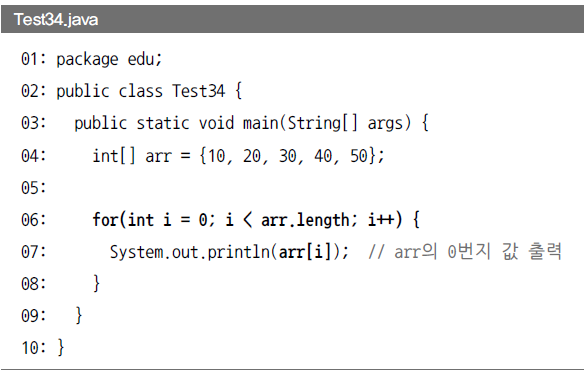 Test34.java
01: package edu;
02: public class Test34 {
03:   public static void main(String[] args) {
04:     int[] arr = {10, 20, 30, 40, 50};
05:
06:     for(int i = 0; i < arr.length; i++) {
07:       System.out.println(arr[i]);  // arr의 0번지 값 출력
08:     }
09:   }
10: }